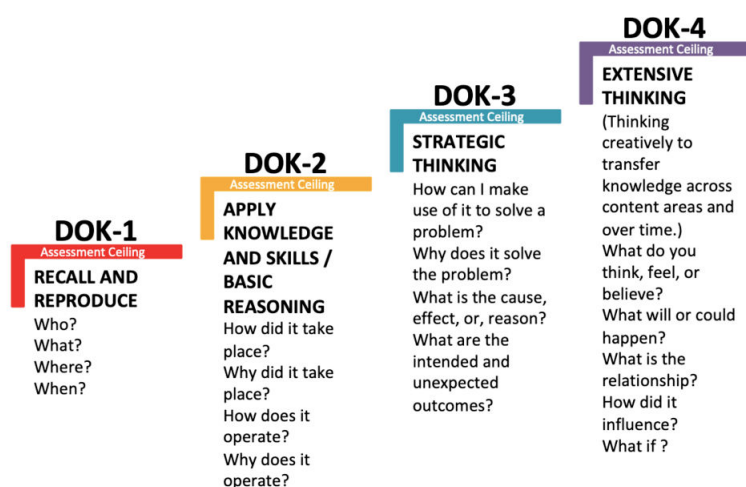 DOK-1
Assessment Ceiling
RECALL AND
REPRODUCE
Who?
What?
Where?
When?
DOK-2
Assessment Ceiling
APPLY
KNOWLEDGE
AND SKILLS /
BASIC
REASONING
How did it take
place?
Why did it take
place?
How does it
operate?
Why does it
operate?
DOK-3
Assessment Ceiling
STRATEGIC
THINKING
How can I make
use of it to solve a
problem?
Why does it solve
the problem?
What is the cause,
effect, or, reason?
What are the
intended and
unexpected
outcomes?
DOK-4
Assessment Ceiling
EXTENSIVE
THINKING
(Thinking
creatively to
transfer
knowledge across
content areas and
over time.)
What do you
think, feel, or
believe?
What will or could
happen?
What is the
relationship?
How did it
influence?
What if ?